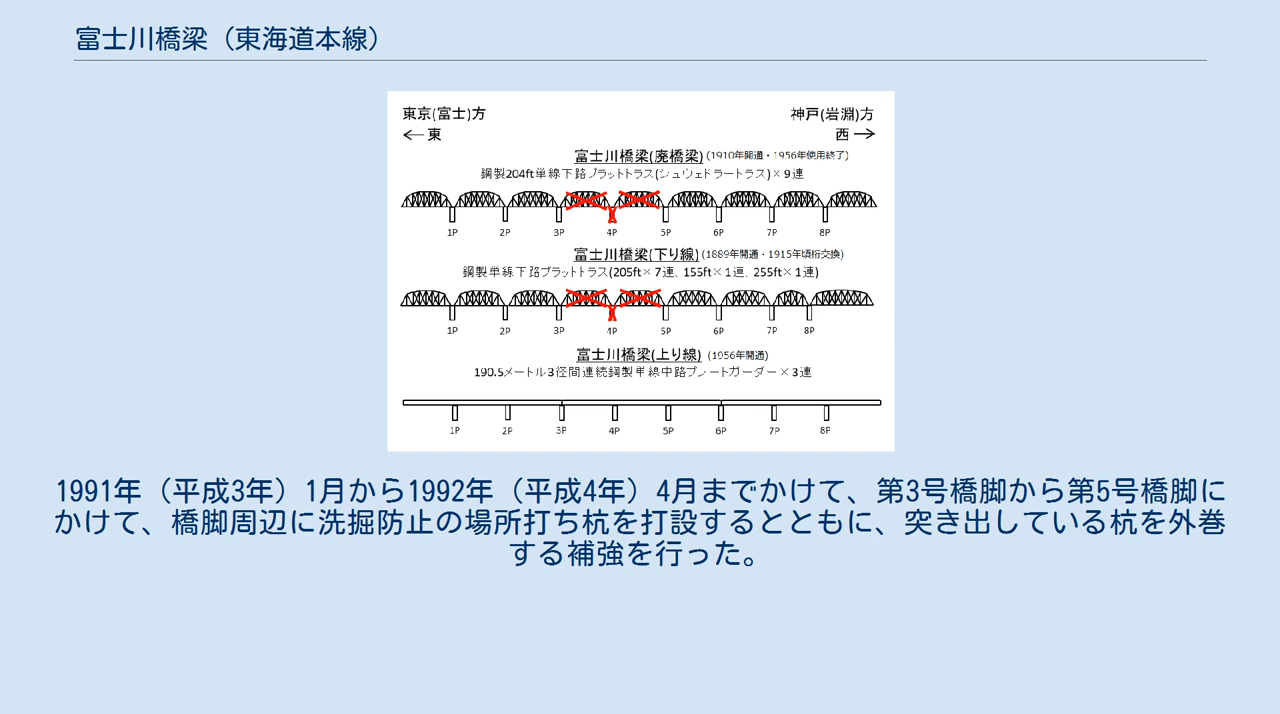 富士川橋梁（東海道本線）
東京(富士)方
神戸(岩淵)方
←東
西→
富士川橋梁(廃橋梁) (1910年開通・1956年使用終了)
鋼製204ft単線下路プラットトラス(シュウェドラートラス)×9連
1P 2P 3P 4P 5P 6P 7P 8P
富士川橋梁(下り線) (1889年開通・1915年頃桁交換)
鋼製単線下路プラットトラス(205ft×7連、155ft×1連、255ft×1連)
1P 2P 3P 4P 5P 6P 7P 8P
富士川橋梁(上り線) (1956年開通)
190.5メートル3径間連続鋼製単線中路プレートガーダー×3連
1P 2P 3P 4P 5P 6P 7P 8P
1991年（平成3年）1月から1992年（平成4年）4月までかけて、第3号橋脚から第5号橋脚に
かけて、橋脚周辺に洗掘防止の場所打ち杭を打設するとともに、突き出している杭を外巻
する補強を行った。